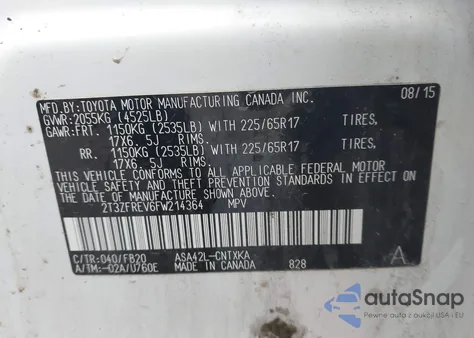 MFD.BY:TOYOTA MOTOR MANUFACTURING CANADA INC. 08/15
GVWR:2055KG (4525LB)
GAWR:FRT. 1150KG (2535LB) WITH 225/65R17 TIRES,
17X6.5J RIMS.
RR. 1150KG (2535LB) WITH 225/65R17 TIRES,
17X6.5J RIMS.
THIS VEHICLE CONFORMS TO ALL APPLICABLE FEDERAL MOTOR
VEHICLE SAFETY STANDARDS IN EFFECT ON
THE DATE OF MANUFACTURE SHOWN ABOVE.
2T3ZFREV6FW214364 MPV
C/TR:040/FB20 ASA42L-CNTXKA A
A/TM:-02A/U760E MADE IN CANADA 828
autoSnap
Powered by AutoBidMaster